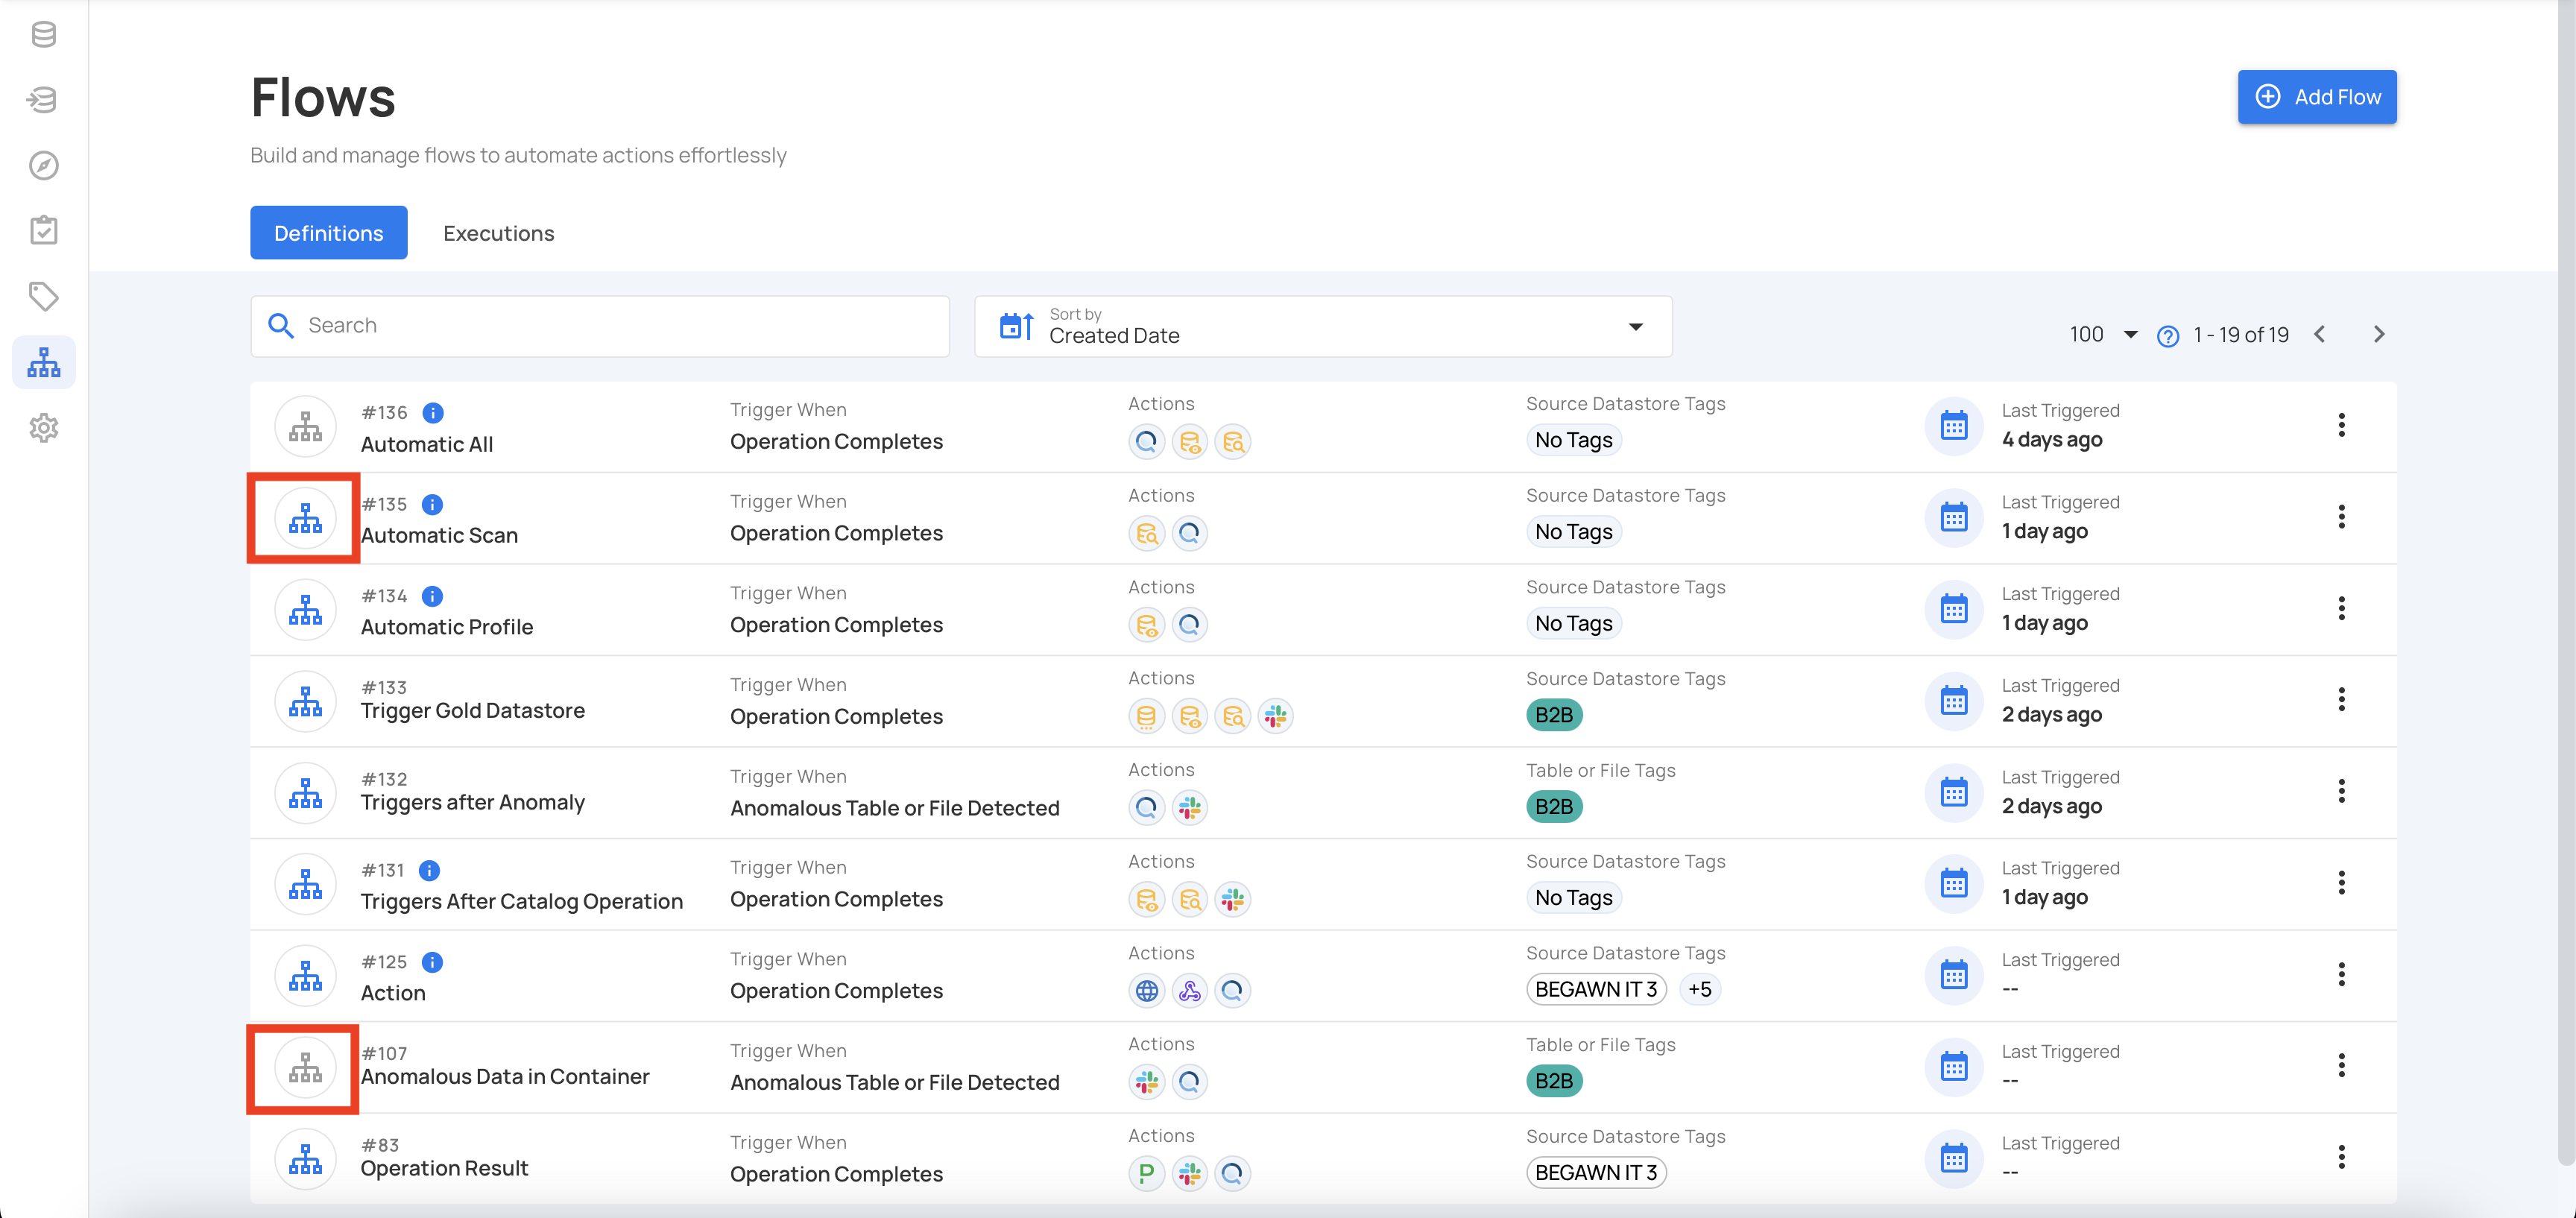 Flows
Add Flow
Build and manage flows to automate actions effortlessly
Definitions
Executions
Search
Sort by
Created Date
100
1 - 19 of 19
#136
Automatic All
Trigger When
Operation Completes
Actions
Source Datastore Tags
No Tags
Last Triggered
4 days ago
#135
Automatic Scan
Trigger When
Operation Completes
Actions
Source Datastore Tags
No Tags
Last Triggered
1 day ago
#134
Automatic Profile
Trigger When
Operation Completes
Actions
Source Datastore Tags
No Tags
Last Triggered
1 day ago
#133
Trigger Gold Datastore
Trigger When
Operation Completes
Actions
Source Datastore Tags
B2B
Last Triggered
2 days ago
#132
Triggers after Anomaly
Trigger When
Anomalous Table or File Detected
Actions
Table or File Tags
B2B
Last Triggered
2 days ago
#131
Triggers After Catalog Operation
Trigger When
Operation Completes
Actions
Source Datastore Tags
No Tags
Last Triggered
1 day ago
#125
Action
Trigger When
Operation Completes
Actions
Source Datastore Tags
BEGAWN IT 3
+5
Last Triggered
--
#107
Anomalous Data in Container
Trigger When
Anomalous Table or File Detected
Actions
Table or File Tags
B2B
Last Triggered
--
#83
Operation Result
Trigger When
Operation Completes
Actions
Source Datastore Tags
BEGAWN IT 3
Last Triggered
--